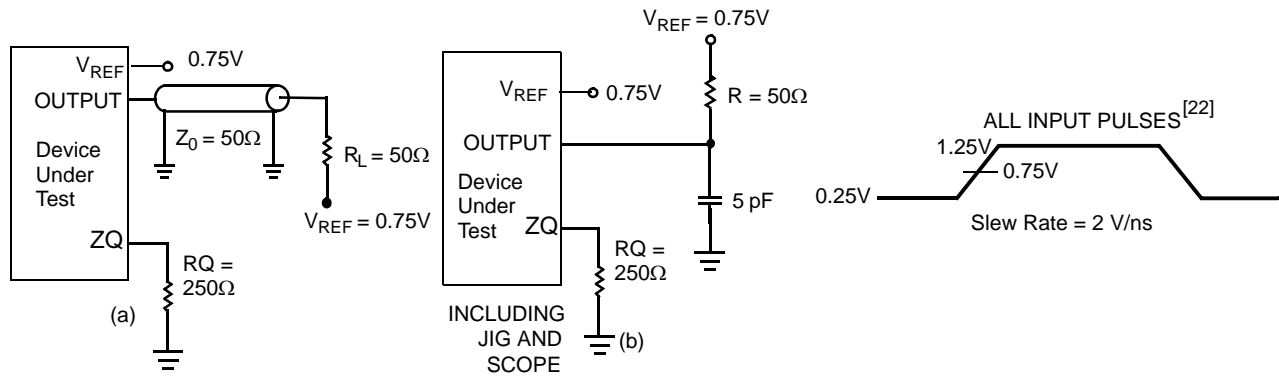 V_REF 0.75V
OUTPUT
Z_0 = 50Ω
Device
Under
Test
R_L = 50Ω
V_REF = 0.75V
ZQ
RQ =
250Ω
(a)
V_REF = 0.75V
V_REF 0.75V
R = 50Ω
OUTPUT
Device
Under
Test
5 pF
ZQ
RQ =
250Ω
INCLUDING
JIG AND
SCOPE
(b)
ALL INPUT PULSES[22]
1.25V
0.75V
0.25V
Slew Rate = 2 V/ns